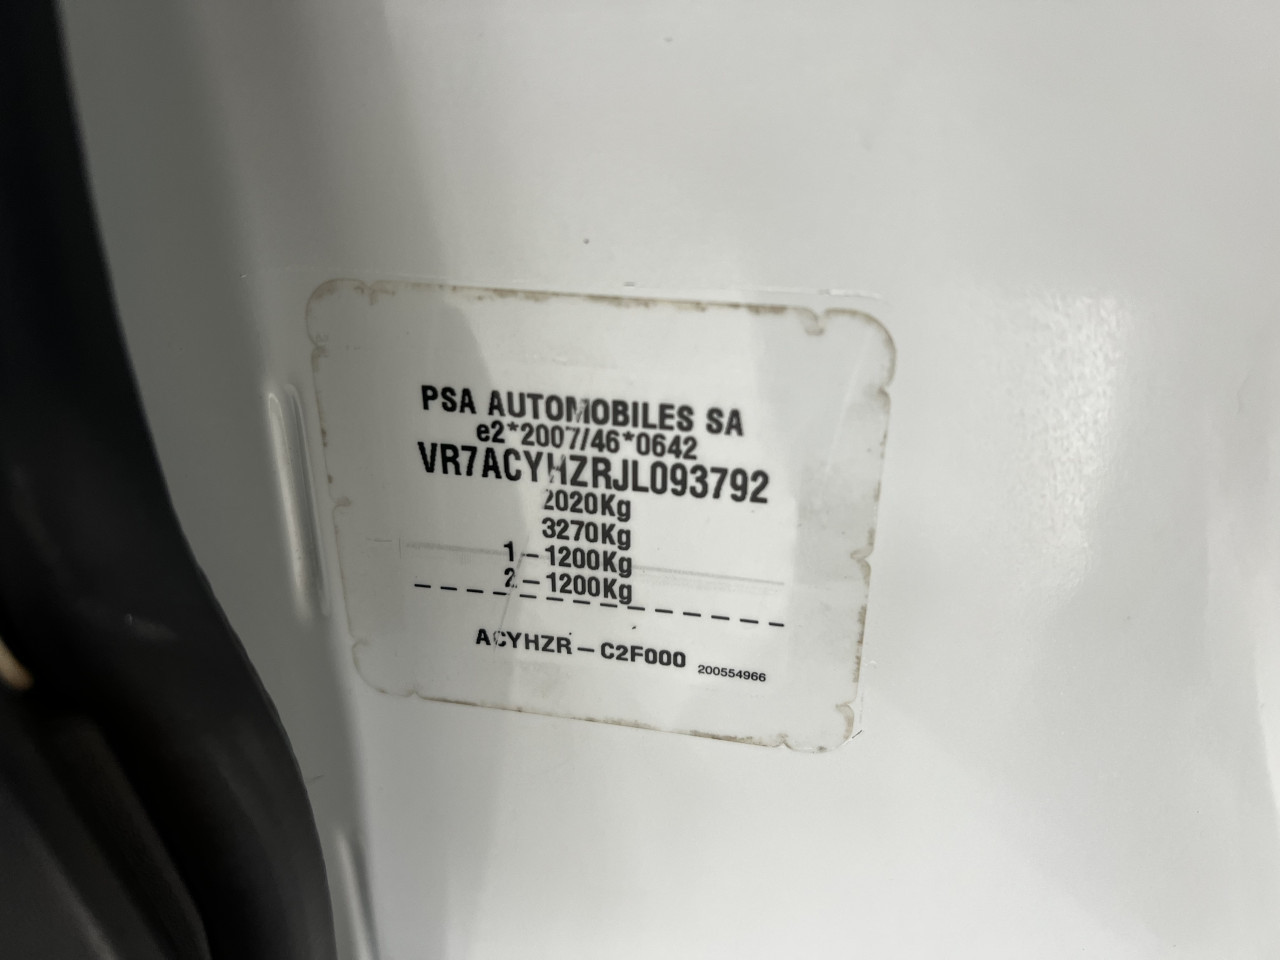 PSA AUTOMOBILES SA
e2*2007/46*0642
VR7ACYHZRJL093792
2020Kg
3270Kg
1-1200Kg
2-1200Kg
ACYHZR-C2F000 200554966